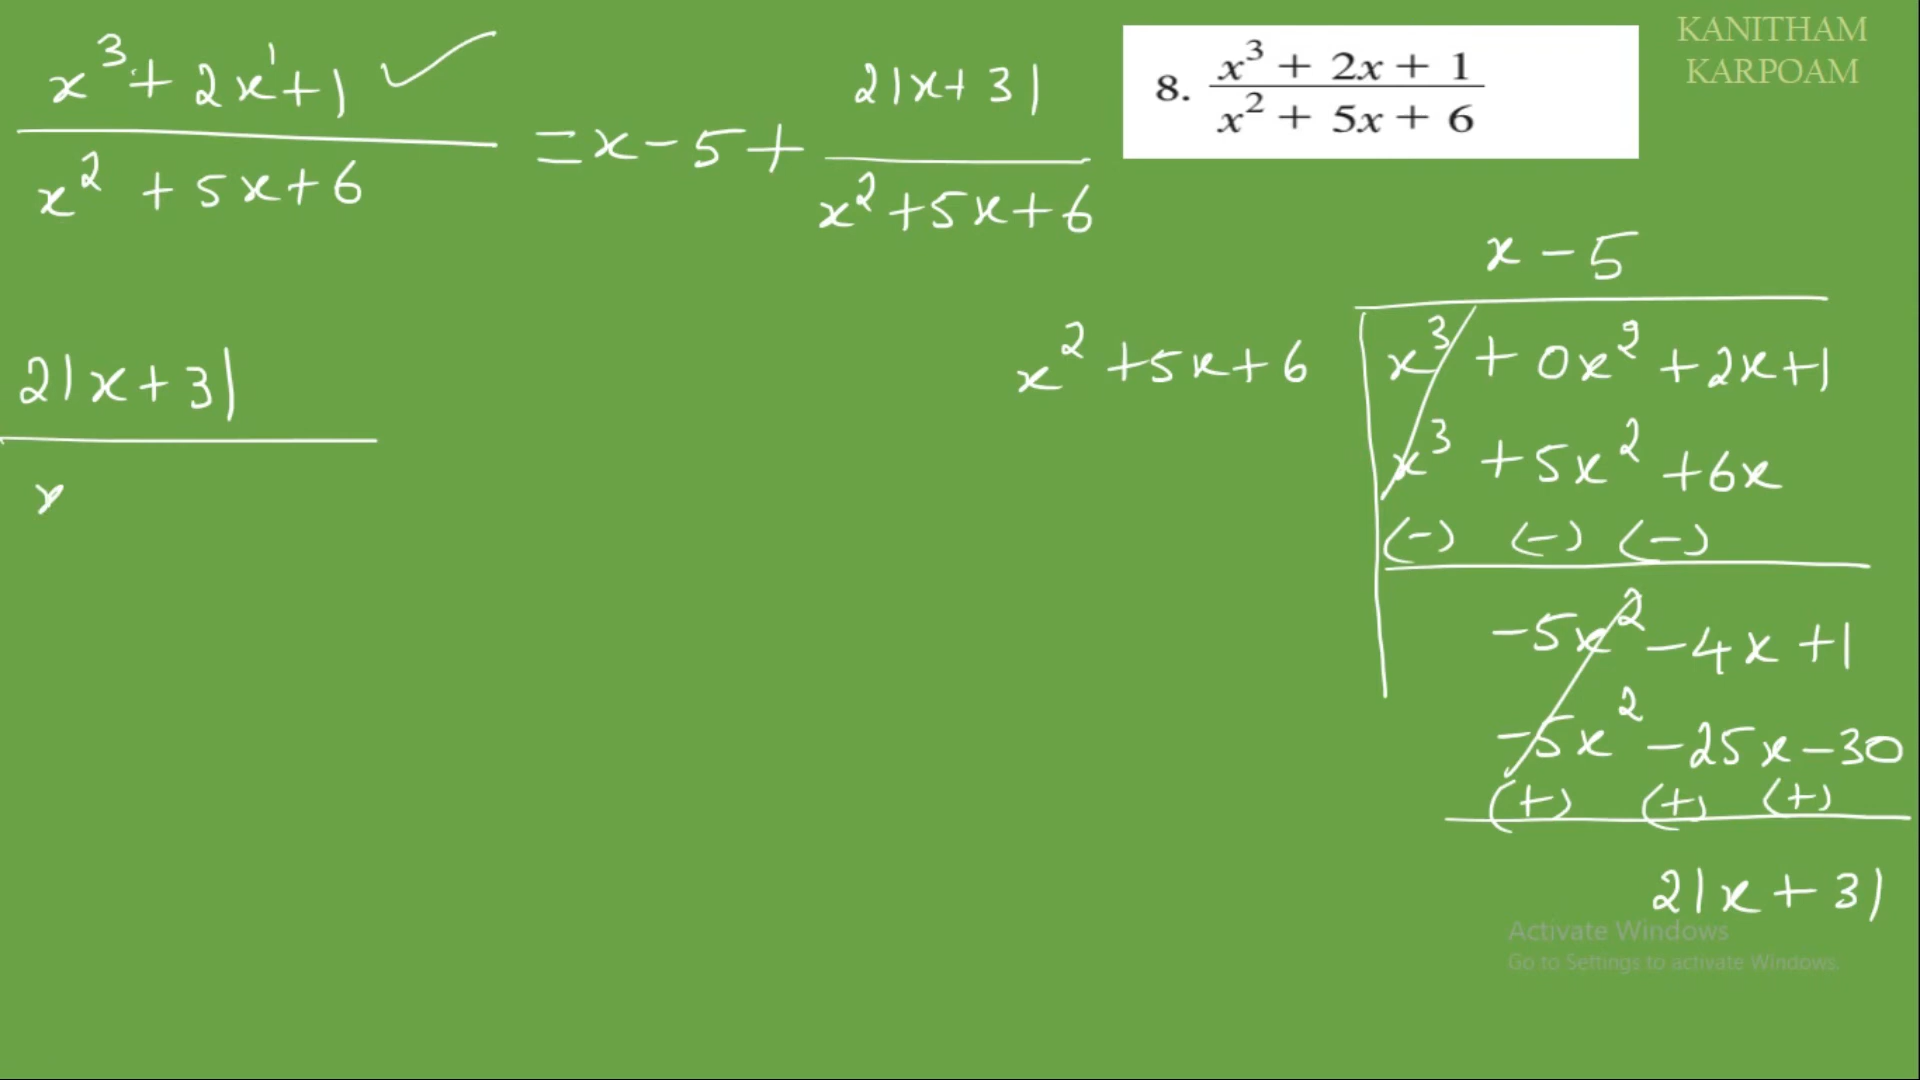 x³ + 2x¹ + 1 ✓
x² + 5x + 6
= x - 5 +
21x + 31
x² + 5x + 6
8. x³ + 2x + 1
x² + 5x + 6
KANITHAM
KARPOAM
x - 5
x² + 5x + 6
x³ + 0x² + 2x + 1
x³ + 5x² + 6x
(-) (-) (-)
-5x² - 4x + 1
-5x² - 25x - 30
(+) (+) (+)
21x + 31
21x + 31
x
Activate Windows
Go to Settings to activate Windows.